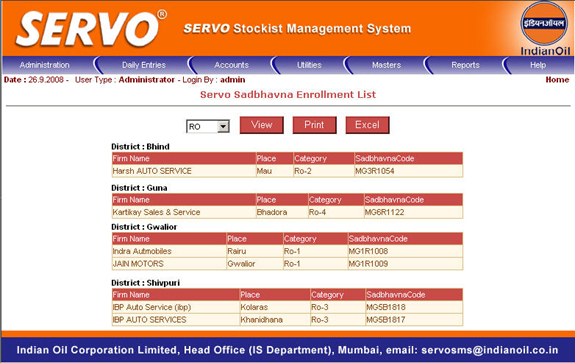 SERVO®
SERVO Stockist Management System
इंडियनऑयल
IndianOil
Administration Daily Entries Accounts Utilities Masters Reports Help
Date : 26.9.2008 - User Type : Administrator - Login By : admin Home
Servo Sadbhavna Enrollment List
RO View Print Excel
District : Bhind
Firm Name Place Category SadbhavnaCode
Harsh AUTO SERVICE Mau Ro-2 MG3R1054
District : Guna
Firm Name Place Category SadbhavnaCode
Kartikay Sales & Service Bhadora Ro-4 MG6R1122
District : Gwalior
Firm Name Place Category SadbhavnaCode
Indra Autmobiles Rairu Ro-1 MG1R1008
JAIN MOTORS Gwalior Ro-1 MG1R1009
District : Shivpuri
Firm Name Place Category SadbhavnaCode
IBP Auto Service (ibp) Kolaras Ro-3 MG5B1818
IBP AUTO SERVICES Khanidhana Ro-3 MG5B1817
Indian Oil Corporation Limited, Head Office (IS Department), Mumbai, email: servosms@indianoil.co.in